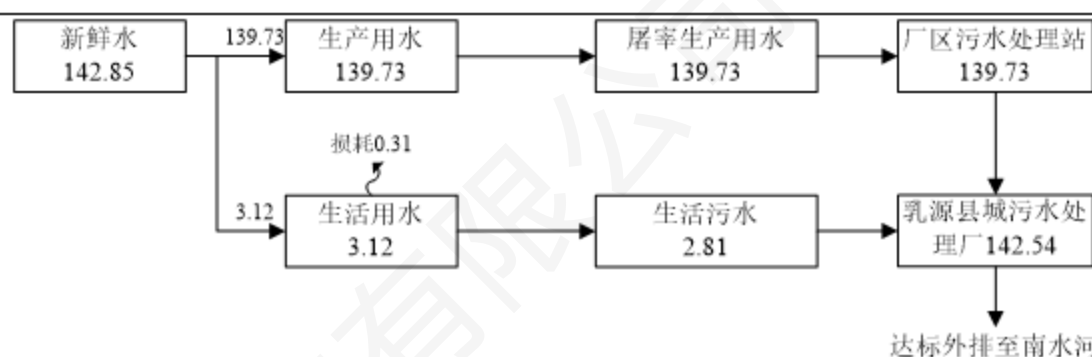 新鲜水
142.85
139.73
生产用水
139.73
屠宰生产用水
139.73
厂区污水处理站
139.73
损耗0.31
3.12
生活用水
3.12
生活污水
2.81
乳源县城污水处
理厂142.54
达标外排至南水河
有限公